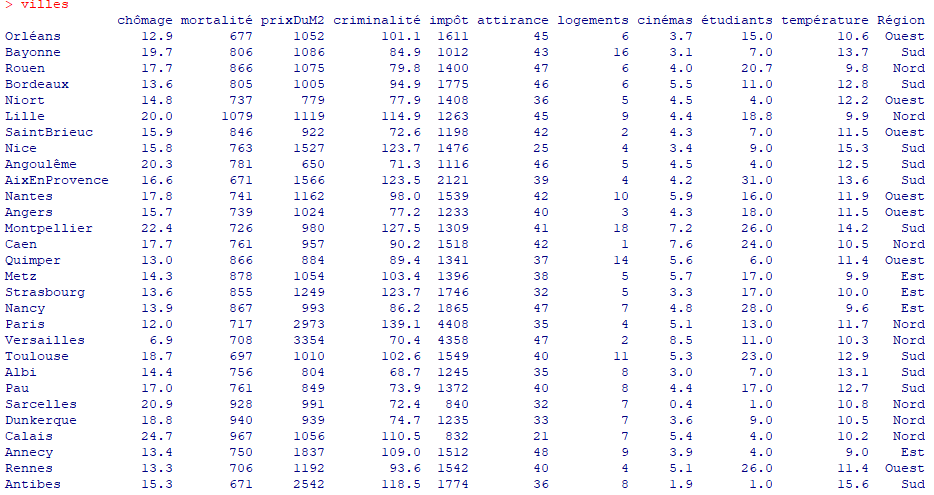 > villes
chômage mortalité prixDuM2 criminalité impôt attirance logements cinémas étudiants température Région
Orléans 12.9 677 1052 101.1 1611 45 6 3.7 15.0 10.6 Ouest
Bayonne 19.7 806 1086 84.9 1012 43 16 3.1 7.0 13.7 Sud
Rouen 17.7 866 1075 79.8 1400 47 6 4.0 20.7 9.8 Nord
Bordeaux 13.6 805 1005 94.9 1775 46 6 5.5 11.0 12.8 Sud
Niort 14.8 737 779 77.9 1408 36 5 4.5 4.0 12.2 Ouest
Lille 20.0 1079 1119 114.9 1263 45 9 4.4 18.8 9.9 Nord
SaintBrieuc 15.9 846 922 72.6 1198 42 2 4.3 7.0 11.5 Ouest
Nice 15.8 763 1527 123.7 1476 25 4 3.4 9.0 15.3 Sud
Angoulême 20.3 781 650 71.3 1116 46 5 4.5 4.0 12.5 Sud
AixEnProvence 16.6 671 1566 123.5 2121 39 4 4.2 31.0 13.6 Sud
Nantes 17.8 741 1162 98.0 1539 42 10 5.9 16.0 11.9 Ouest
Angers 15.7 739 1024 77.2 1233 40 3 4.3 18.0 11.5 Ouest
Montpellier 22.4 726 980 127.5 1309 41 18 7.2 26.0 14.2 Sud
Caen 17.7 761 957 90.2 1518 42 1 7.6 24.0 10.5 Nord
Quimper 13.0 866 884 89.4 1341 37 14 5.6 6.0 11.4 Ouest
Metz 14.3 878 1054 103.4 1396 38 5 5.7 17.0 9.9 Est
Strasbourg 13.6 855 1249 123.7 1746 32 5 3.3 17.0 10.0 Est
Nancy 13.9 867 993 86.2 1865 47 7 4.8 28.0 9.6 Est
Paris 12.0 717 2973 139.1 4408 35 4 5.1 13.0 11.7 Nord
Versailles 6.9 708 3354 70.4 4358 47 2 8.5 11.0 10.3 Nord
Toulouse 18.7 697 1010 102.6 1549 40 11 5.3 23.0 12.9 Sud
Albi 14.4 756 804 68.7 1245 35 8 3.0 7.0 13.1 Sud
Pau 17.0 761 849 73.9 1372 40 8 4.4 17.0 12.7 Sud
Sarcelles 20.9 928 991 72.4 840 32 7 0.4 1.0 10.8 Nord
Dunkerque 18.8 940 939 74.7 1235 33 7 3.6 9.0 10.5 Nord
Calais 24.7 967 1056 110.5 832 21 7 5.4 4.0 10.2 Nord
Annecy 13.4 750 1837 109.0 1512 48 9 3.9 4.0 9.0 Est
Rennes 13.3 706 1192 93.6 1542 40 4 5.1 26.0 11.4 Ouest
Antibes 15.3 671 2542 118.5 1774 36 8 1.9 1.0 15.6 Sud